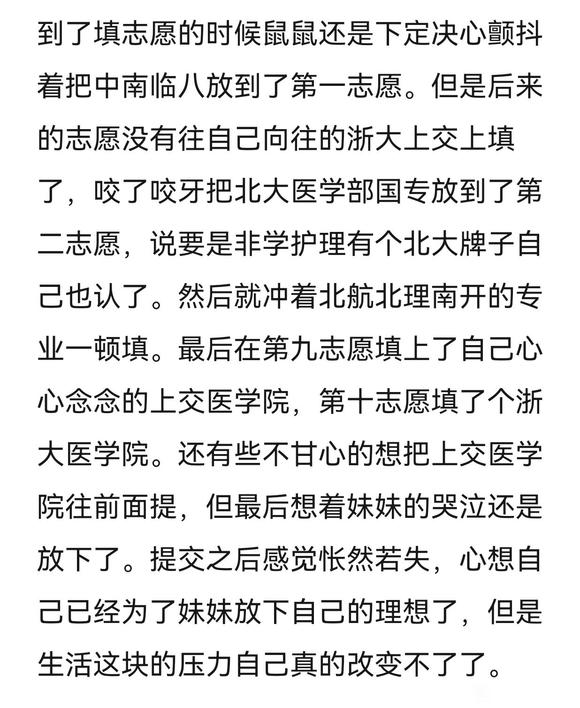 到了填志愿的时候鼠鼠还是下定决心颤抖
着把中南临八放到了第一志愿。但是后来
的志愿没有往自己向往的浙大上交上填
了，咬了咬牙把北大医学部国专放到了第
二志愿，说要是非学护理有个北大牌子自
己也认了。然后就冲着北航北理南开的专
业一顿填。最后在第九志愿填上了自己心
心念念的上交医学院，第十志愿填了个浙
大医学院。还有些不甘心的想把上交医学
院往前面提，但最后想着妹妹的哭泣还是
放下了。提交之后感觉怅然若失，心想自
己已经为了妹妹放下自己的理想了，但是
生活这块的压力自己真的改变不了了。